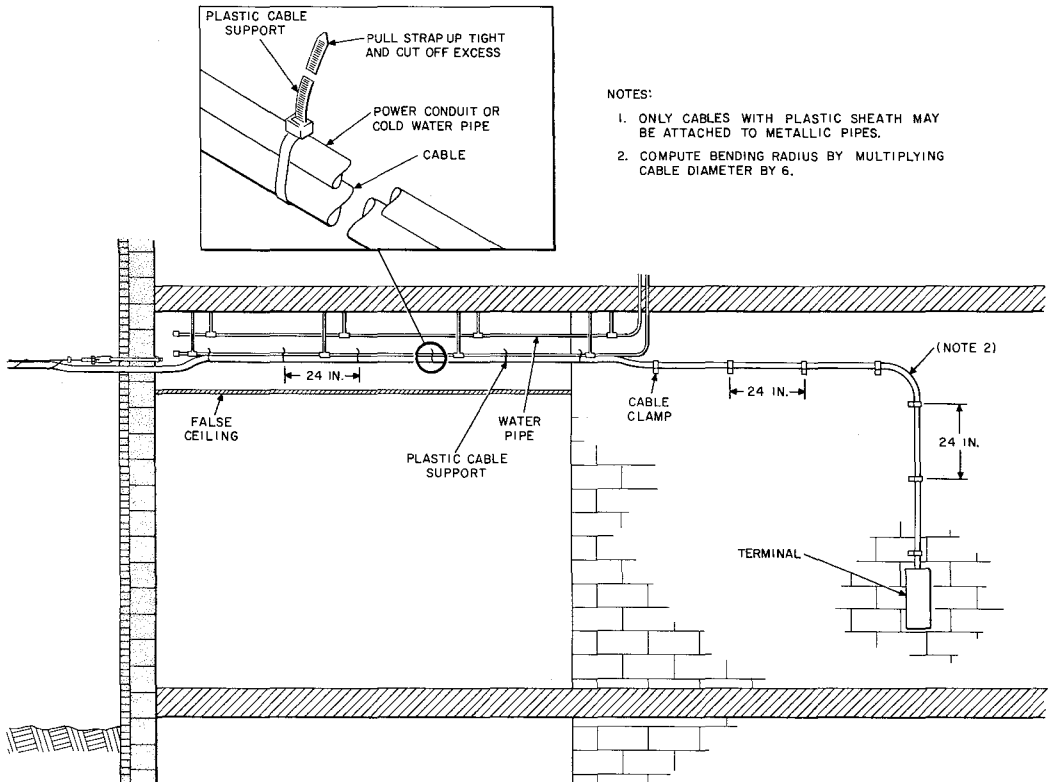 PLASTIC CABLE
SUPPORT
PULL STRAP UP TIGHT
AND CUT OFF EXCESS
POWER CONDUIT OR
COLD WATER PIPE
CABLE
NOTES:
1. ONLY CABLES WITH PLASTIC SHEATH MAY
BE ATTACHED TO METALLIC PIPES.
2. COMPUTE BENDING RADIUS BY MULTIPLYING
CABLE DIAMETER BY 6.
(NOTE 2)
24 IN.
CABLE
CLAMP
24 IN.
FALSE
CEILING
WATER
PIPE
PLASTIC CABLE
SUPPORT
24 IN.
TERMINAL